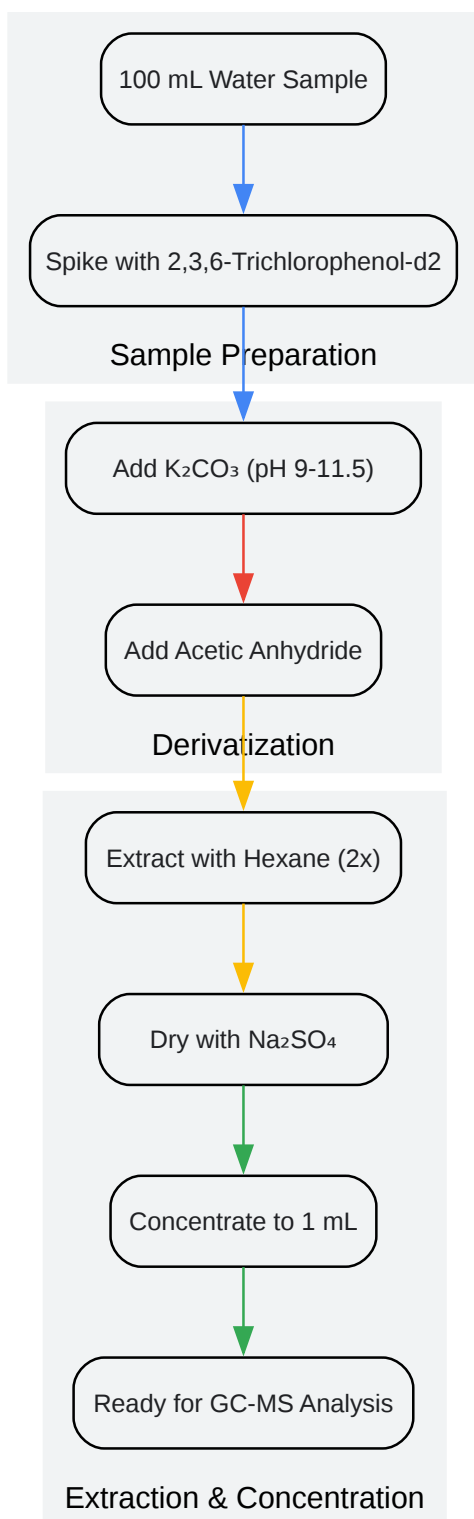 100 mL Water Sample
Spike with 2,3,6-Trichlorophenol-d2
Sample Preparation
Add K₂CO₃ (pH 9-11.5)
Add Acetic Anhydride
Derivatization
Extract with Hexane (2x)
Dry with Na₂SO₄
Concentrate to 1 mL
Ready for GC-MS Analysis
Extraction & Concentration